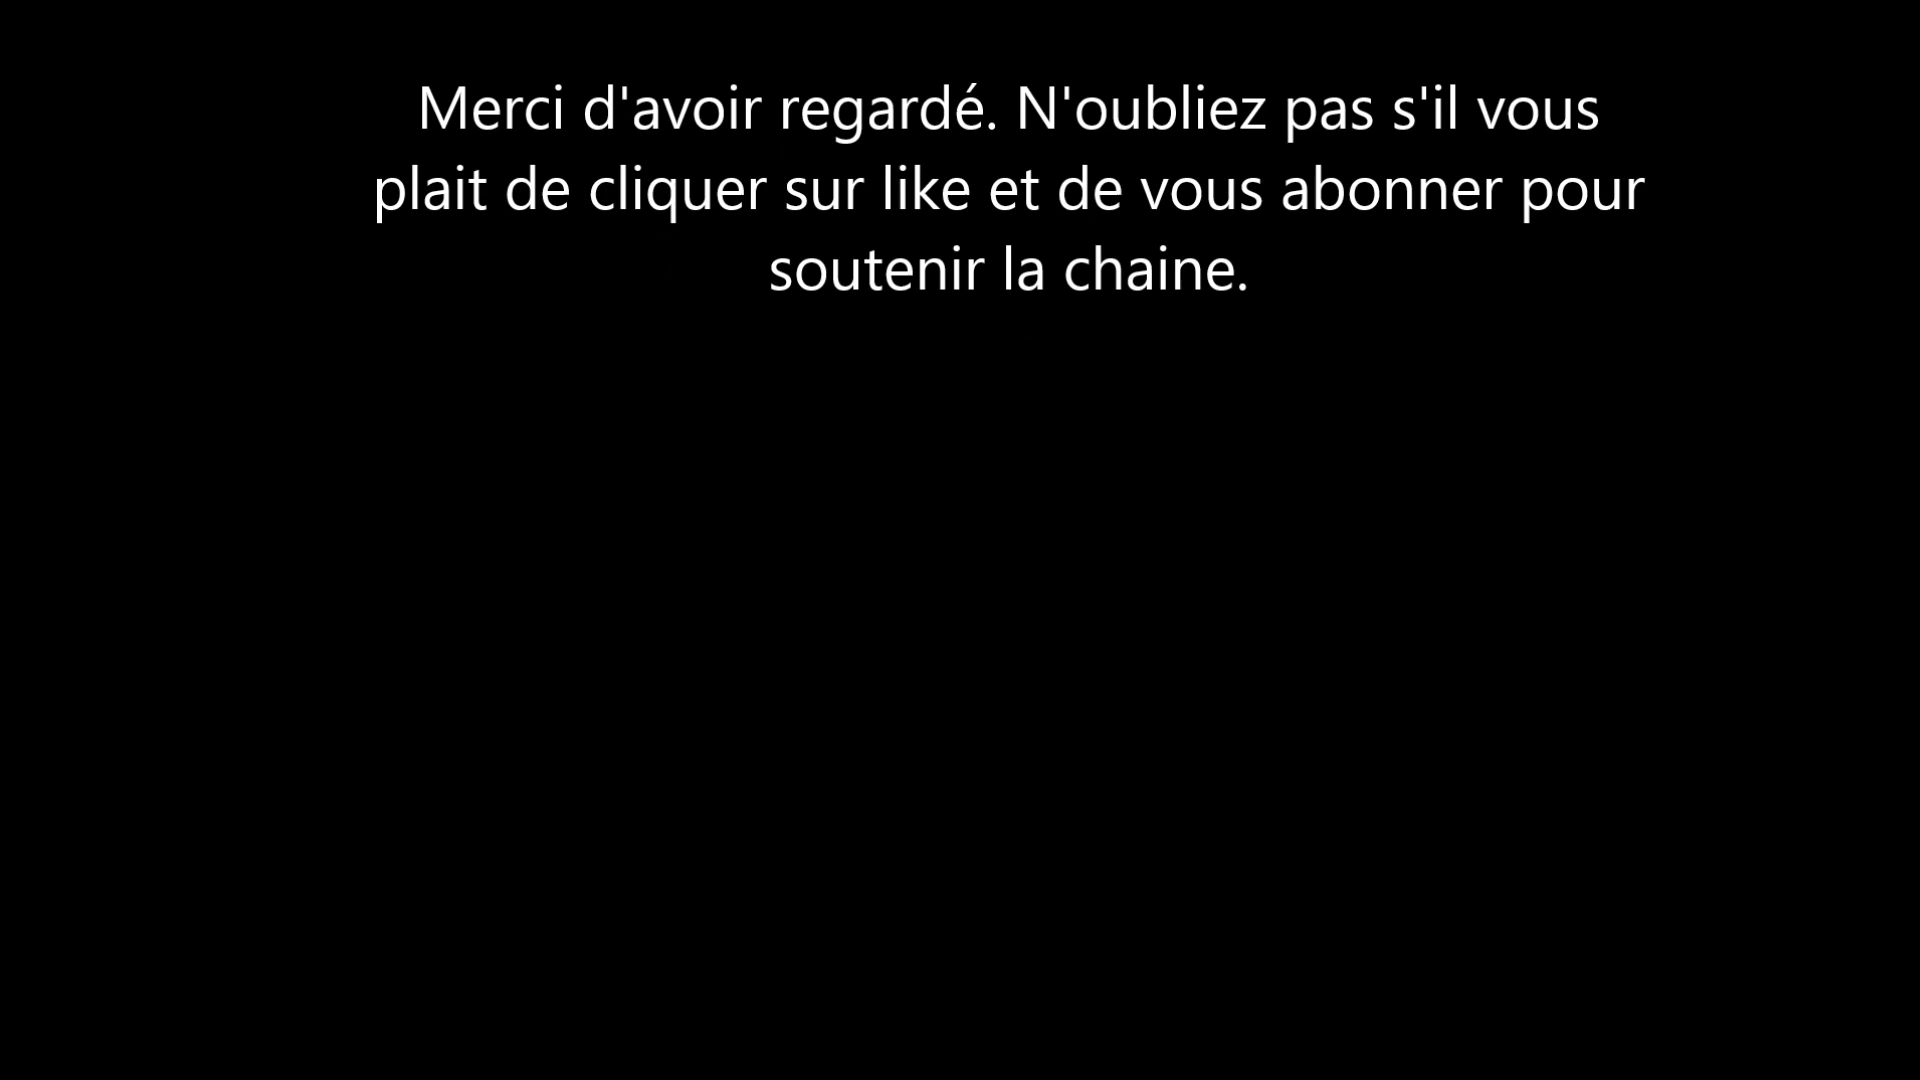 Merci d'avoir regardé. N'oubliez pas s'il vous
plait de cliquer sur like et de vous abonner pour
soutenir la chaine.